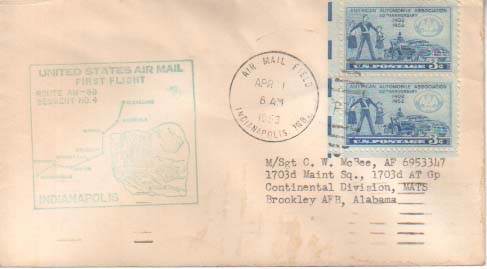 UNITED STATES AIR MAIL
FIRST FLIGHT
ROUTE AM-88
SEGMENT NO. 4
INDIANAPOLIS
AIR MAIL FIELD
APR 1
8 AM
1953
INDIANAPOLIS, IND.
AMERICAN AUTOMOBILE ASSOCIATION
50TH ANNIVERSARY
1902
1952
U.S. POSTAGE 3¢
AMERICAN AUTOMOBILE ASSOCIATION
50TH ANNIVERSARY
1902
1952
U.S. POSTAGE 3¢
M/Sgt C. W. McBee, AF 6955347
1703d Maint Sq., 1703d AT Gp
Continental Division, MATS
Brookley AFB, Alabama